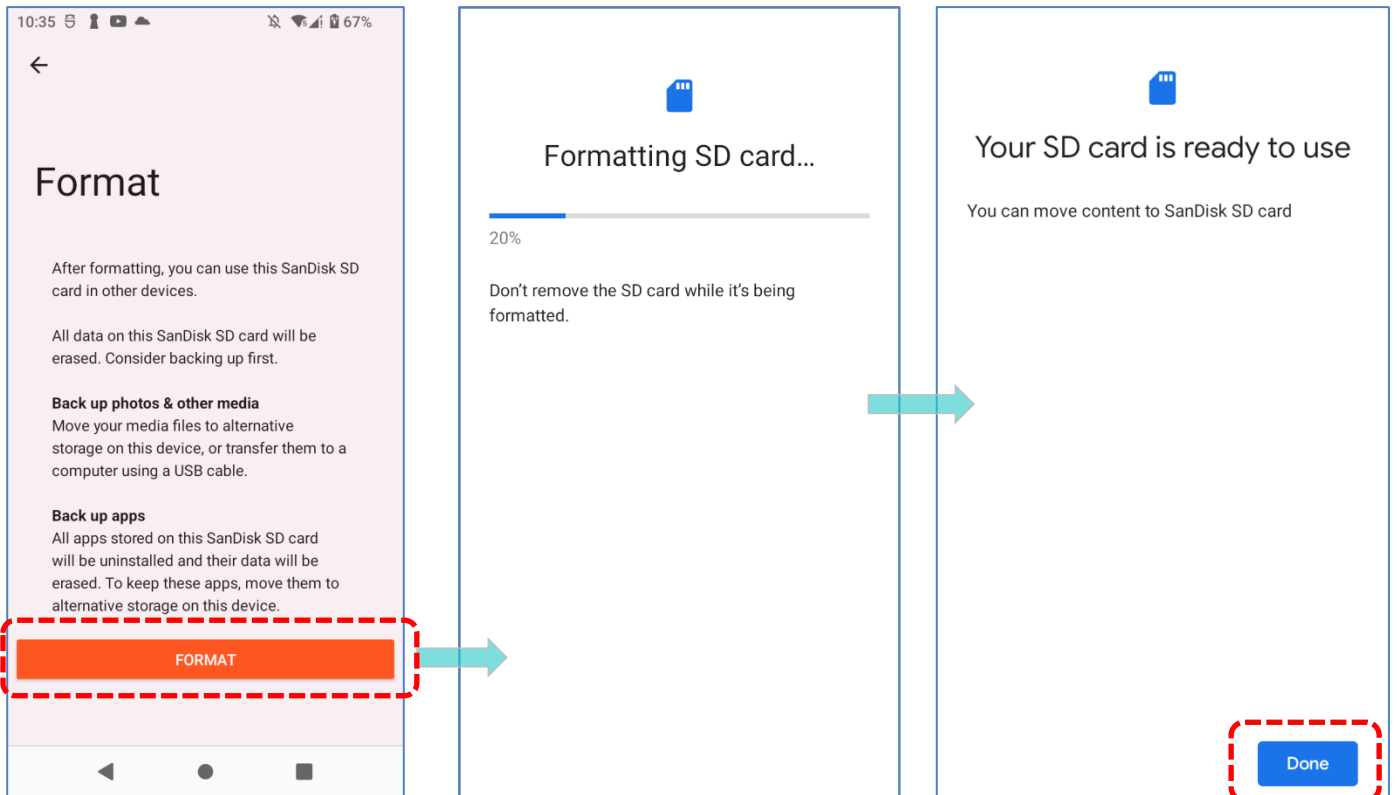 10:35 67%
Format
After formatting, you can use this SanDisk SD
card in other devices.
All data on this SanDisk SD card will be
erased. Consider backing up first.
Back up photos & other media
Move your media files to alternative
storage on this device, or transfer them to a
computer using a USB cable.
Back up apps
All apps stored on this SanDisk SD card
will be uninstalled and their data will be
erased. To keep these apps, move them to
alternative storage on this device.
FORMAT
Formatting SD card...
20%
Don't remove the SD card while it's being
formatted.
Your SD card is ready to use
You can move content to SanDisk SD card
Done